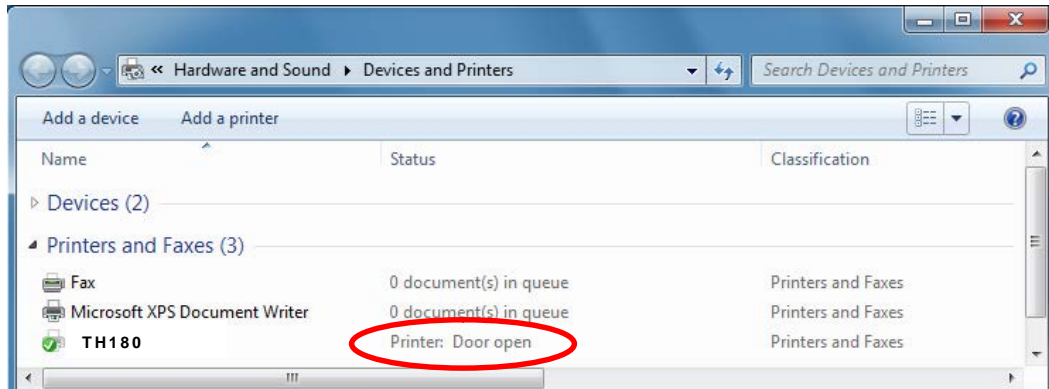 « Hardware and Sound ▸ Devices and Printers Search Devices and Printers
Add a device Add a printer
Name Status Classification
Devices (2)
Printers and Faxes (3)
Fax 0 document(s) in queue Printers and Faxes
Microsoft XPS Document Writer 0 document(s) in queue Printers and Faxes
TH180 Printer: Door open Printers and Faxes